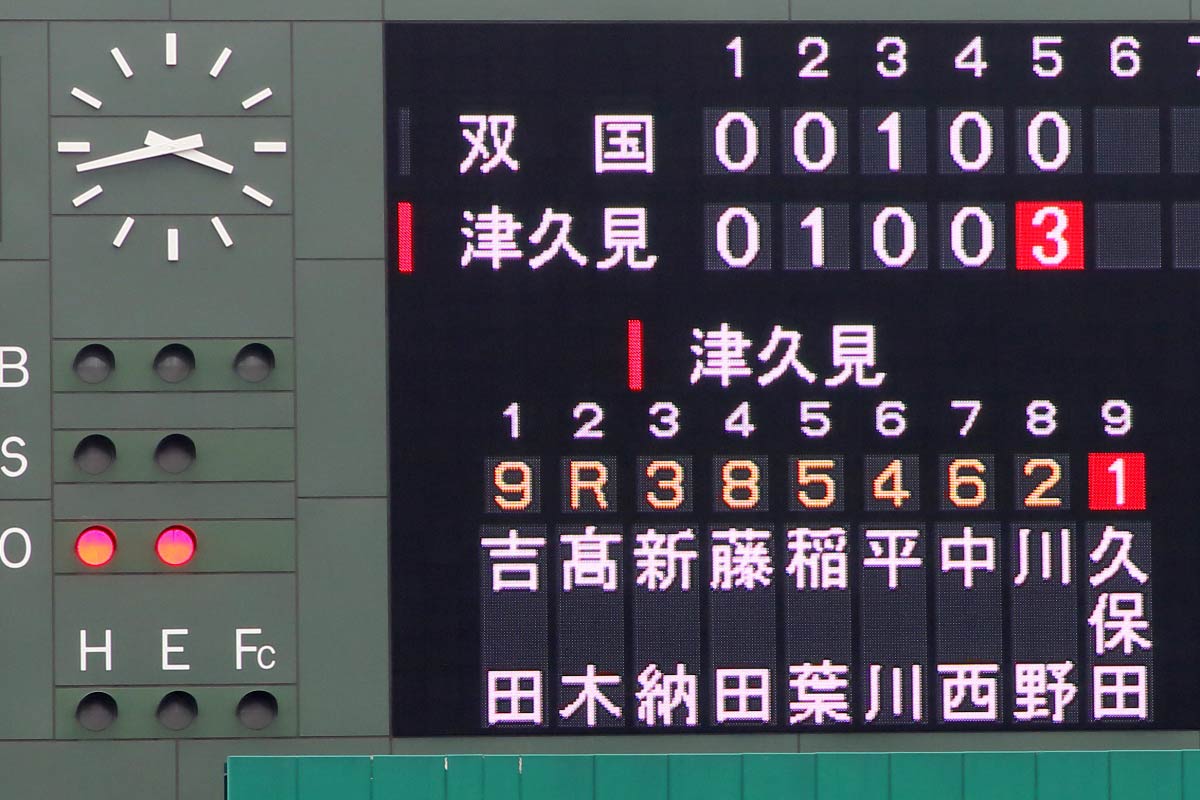 1 2 3 4 5 6 7
双国 0 0 1 0 0
津久見 0 1 0 0 3
津久見
1 2 3 4 5 6 7 8 9
9 R 3 8 5 4 6 2 1
吉田 髙木 新納 藤田 稲葉 平川 中西 川野 久保田
B
S
O
H E Fc